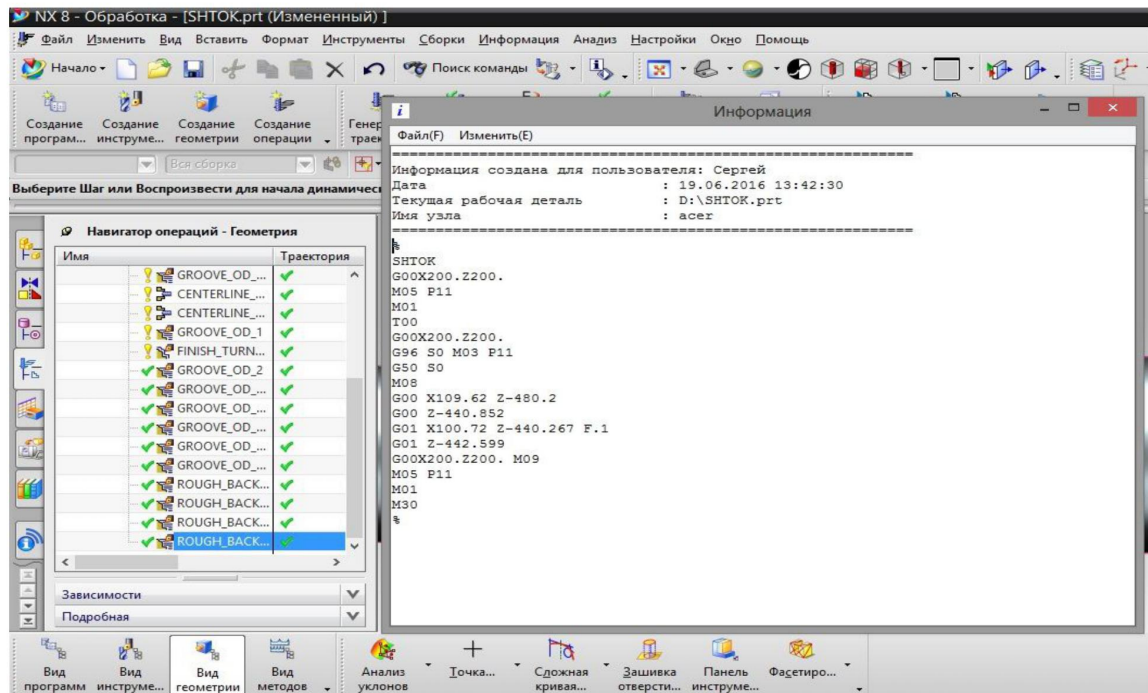 NX 8 - Обработка - [SHTOK.prt (Измененный) ]
Файл Изменить Вид Вставить Формат Инструменты Сборки Информация Анализ Настройки Окно Помощь
Начало Поиск команды
Создание програм... Создание инструме... Создание геометрии Создание операции
Вся сборка
Выберите Шаг или Воспроизвести для начала динамичес
Навигатор операций - Геометрия
Имя Траектория
GROOVE_OD_...
CENTERLINE_...
CENTERLINE_...
GROOVE_OD_1
FINISH_TURN...
GROOVE_OD_2
GROOVE_OD_...
GROOVE_OD_...
GROOVE_OD_...
GROOVE_OD_...
GROOVE_OD_...
ROUGH_BACK...
ROUGH_BACK...
ROUGH_BACK...
ROUGH_BACK...
Зависимости
Подробная
Информация
Файл(F) Изменить(E)
============================================================
Информация создана для пользователя: Сергей
Дата : 19.06.2016 13:42:30
Текущая рабочая деталь : D:\SHTOK.prt
Имя узла : acer
============================================================
%
SHTOK
G00X200.Z200.
M05 P11
M01
T00
G00X200.Z200.
G96 S0 M03 P11
G50 S0
M08
G00 X109.62 Z-480.2
G00 Z-440.852
G01 X100.72 Z-440.267 F.1
G01 Z-442.599
G00X200.Z200. M09
M05 P11
M01
M30
%
Вид программ Вид инструме... Вид геометрии Вид методов Анализ уклонов Точка... Сложная кривая... Зашивка отверсти... Панель инструме... Фасетиро...